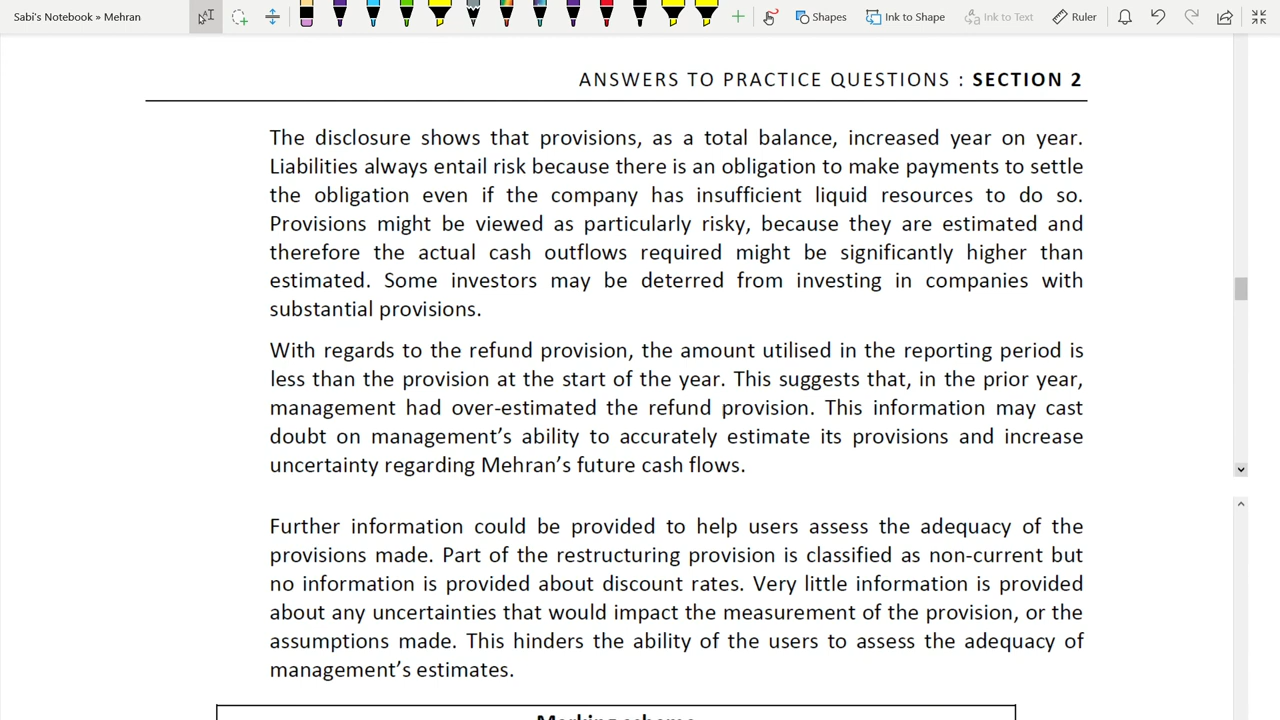 Sabi's Notebook » Mehran
Shapes
Ink to Shape
Ink to Text
Ruler
ANSWERS TO PRACTICE QUESTIONS : SECTION 2
The disclosure shows that provisions, as a total balance, increased year on year.
Liabilities always entail risk because there is an obligation to make payments to settle
the obligation even if the company has insufficient liquid resources to do so.
Provisions might be viewed as particularly risky, because they are estimated and
therefore the actual cash outflows required might be significantly higher than
estimated. Some investors may be deterred from investing in companies with
substantial provisions.
With regards to the refund provision, the amount utilised in the reporting period is
less than the provision at the start of the year. This suggests that, in the prior year,
management had over-estimated the refund provision. This information may cast
doubt on management's ability to accurately estimate its provisions and increase
uncertainty regarding Mehran's future cash flows.
Further information could be provided to help users assess the adequacy of the
provisions made. Part of the restructuring provision is classified as non-current but
no information is provided about discount rates. Very little information is provided
about any uncertainties that would impact the measurement of the provision, or the
assumptions made. This hinders the ability of the users to assess the adequacy of
management's estimates.
Marking scheme